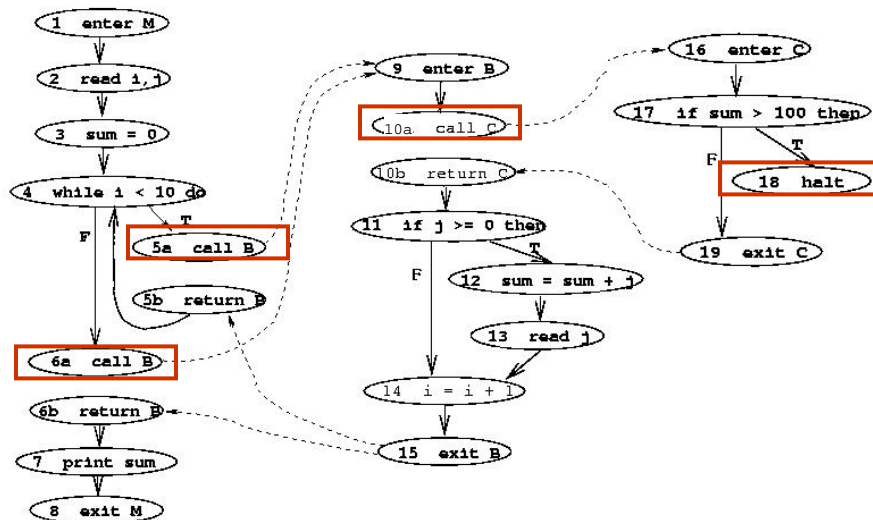 1 enter M
2 read i,j
3 sum = 0
4 while i < 10 do
T
F
5a call B
5b return B
6a call B
6b return B
7 print sum
8 exit M
9 enter B
10a call C
10b return C
11 if j >= 0 then
T
F
12 sum = sum + j
13 read j
14 i = i + 1
15 exit B
16 enter C
17 if sum > 100 then
T
F
18 halt
19 exit C